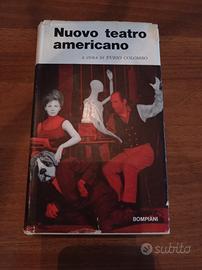 Nuovo teatro
americano
A CURA DI FURIO COLOMBO
BOMPIANI
subito